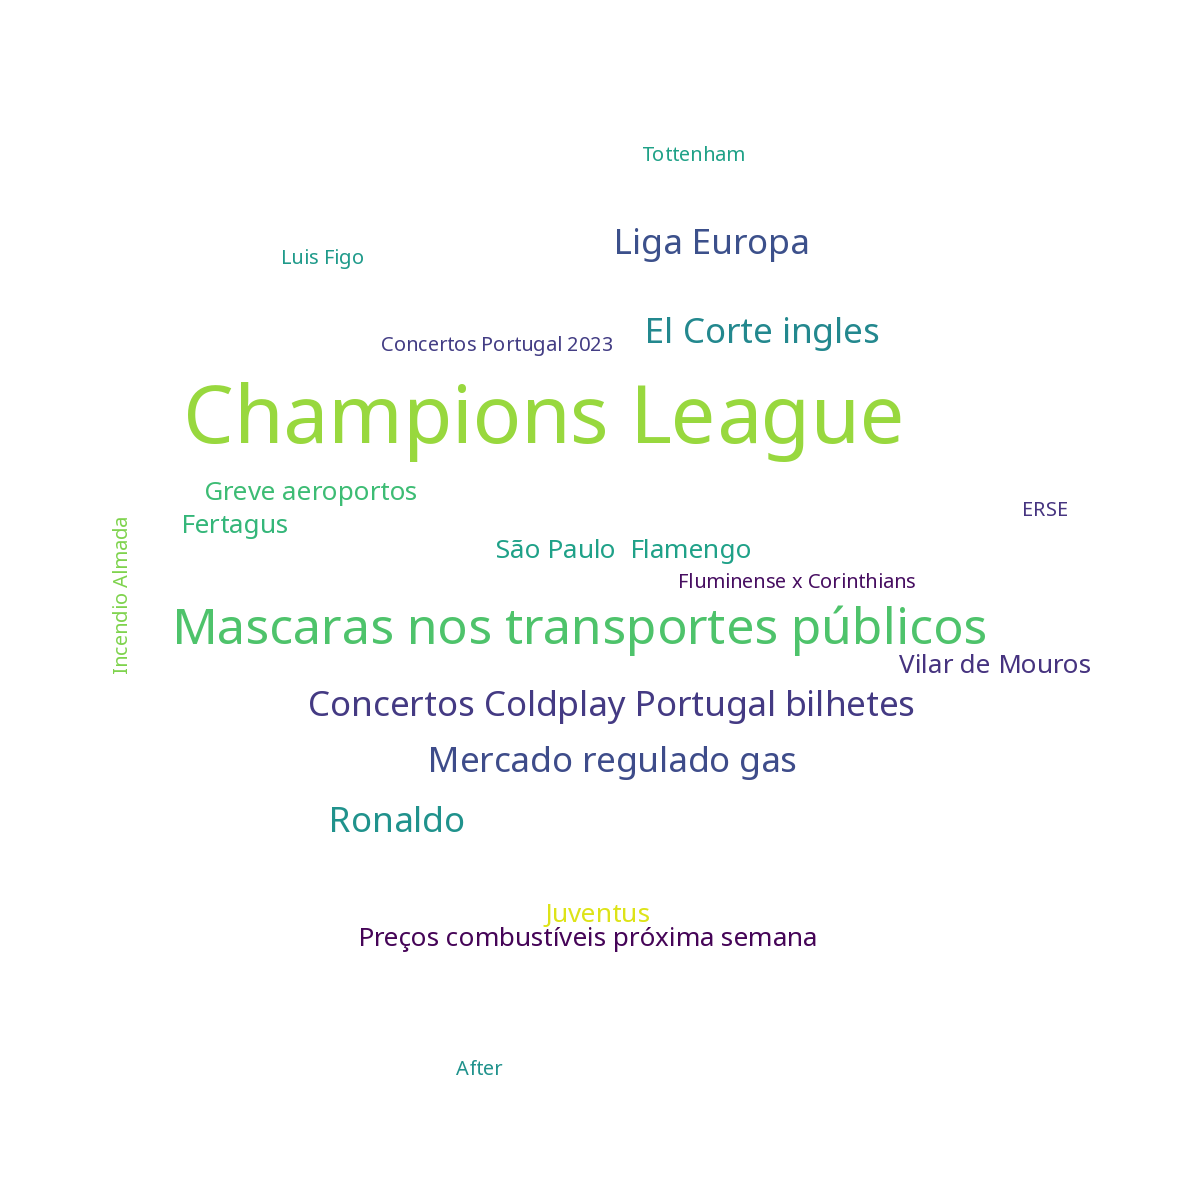 Tottenham
Liga Europa
Luis Figo
El Corte ingles
Concertos Portugal 2023
Champions League
Greve aeroportos
ERSE
Fertagus
São Paulo
Flamengo
Fluminense x Corinthians
Incendio Almada
Mascaras nos transportes públicos
Vilar de Mouros
Concertos Coldplay Portugal bilhetes
Mercado regulado gas
Ronaldo
Juventus
Preços combustíveis próxima semana
After